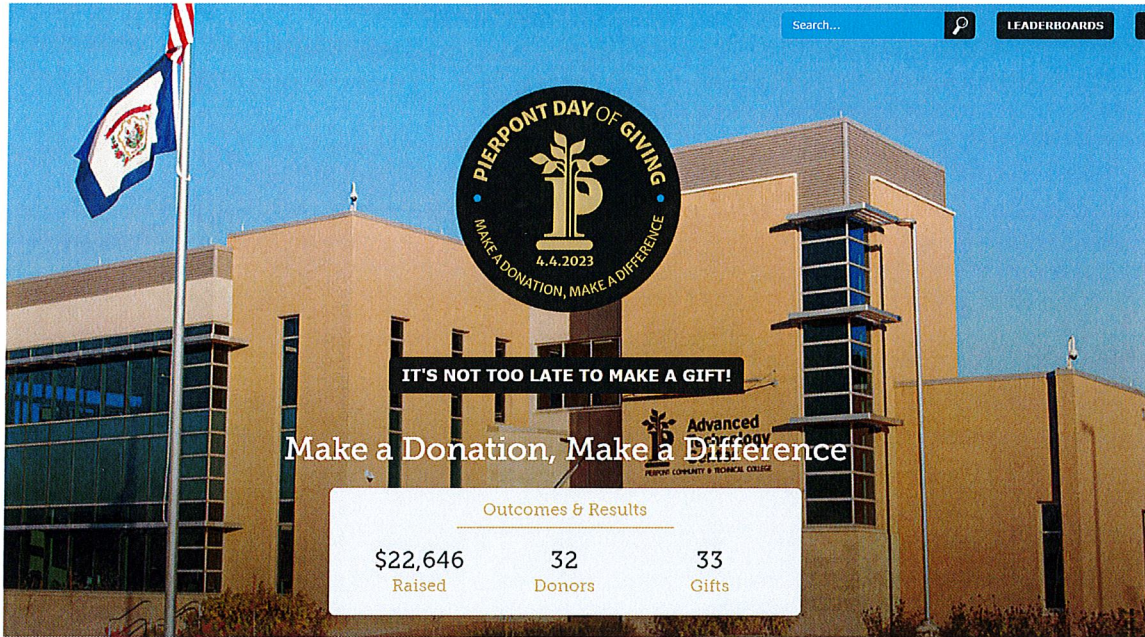 Search...
LEADERBOARDS
PIERPONT DAY OF GIVING
4.4.2023
MAKE A DONATION, MAKE A DIFFERENCE
IT'S NOT TOO LATE TO MAKE A GIFT!
Advanced
Technology
Make a Donation, Make a Difference
PIERPONT COMMUNITY & TECHNICAL COLLEGE
Outcomes & Results
$22,646 32 33
Raised Donors Gifts